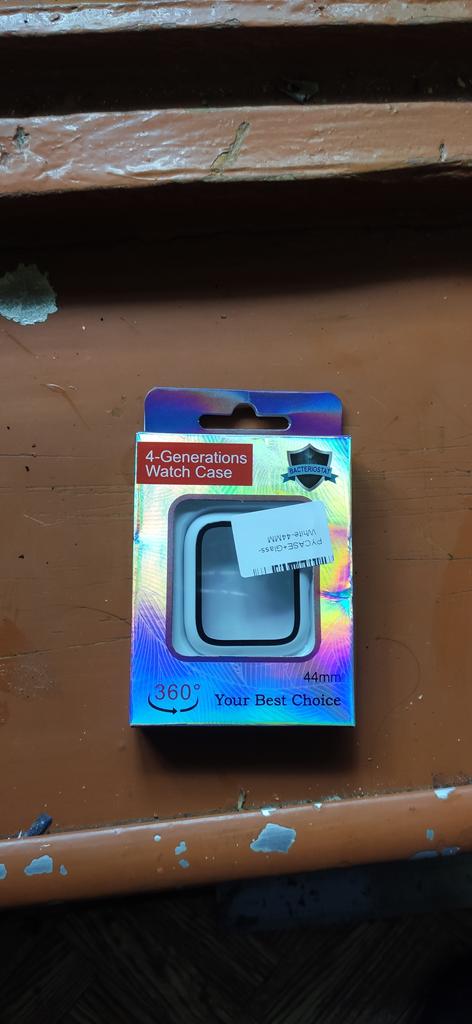 4-Generations
Watch Case
BACTERIOSTAT
PYCASE+Glass-
White-44MM
44mm
360°
Your Best Choice